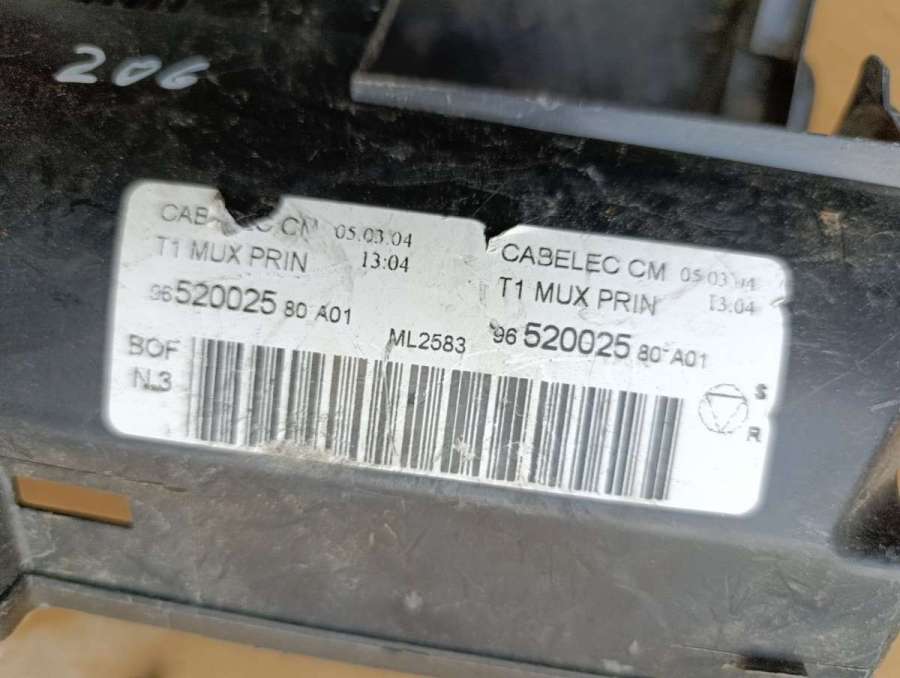 206
CABELEC CM 05.03.04
T1 MUX PRIN 13:04
96 520025 80 A01
BOF
N.3
ML2583
CABELEC CM 05.03.04
T1 MUX PRIN 13:04
96 520025 80 A01
S
R